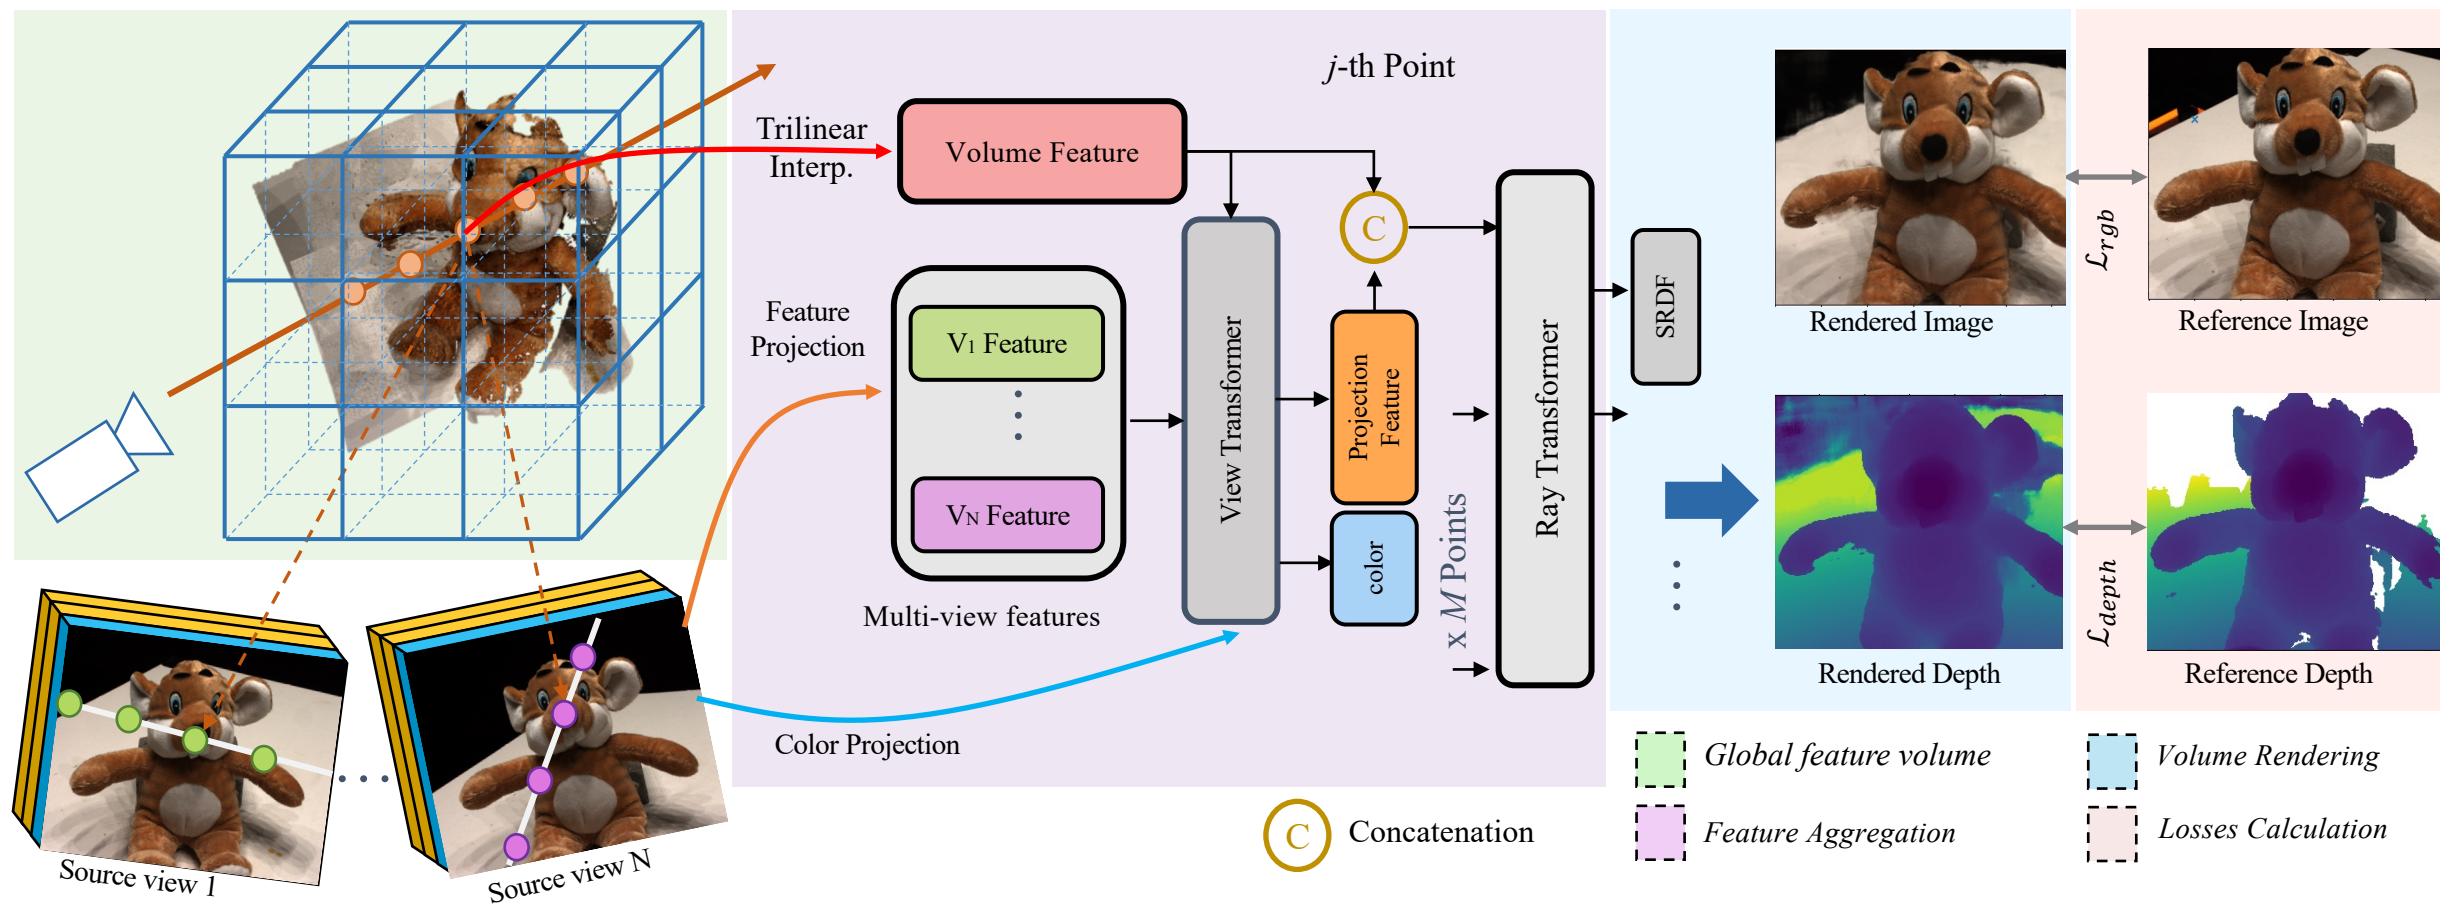 j-th Point
Trilinear
Interp.
Volume Feature
C
Feature
Projection
V1 Feature
VN Feature
Multi-view features
View Transformer
Projection
Feature
color
x M Points
Ray Transformer
SRDF
Color Projection
Source view 1
Source view N
Rendered Image
Reference Image
ℒrgb
Rendered Depth
Reference Depth
ℒdepth
C Concatenation
Global feature volume
Feature Aggregation
Volume Rendering
Losses Calculation